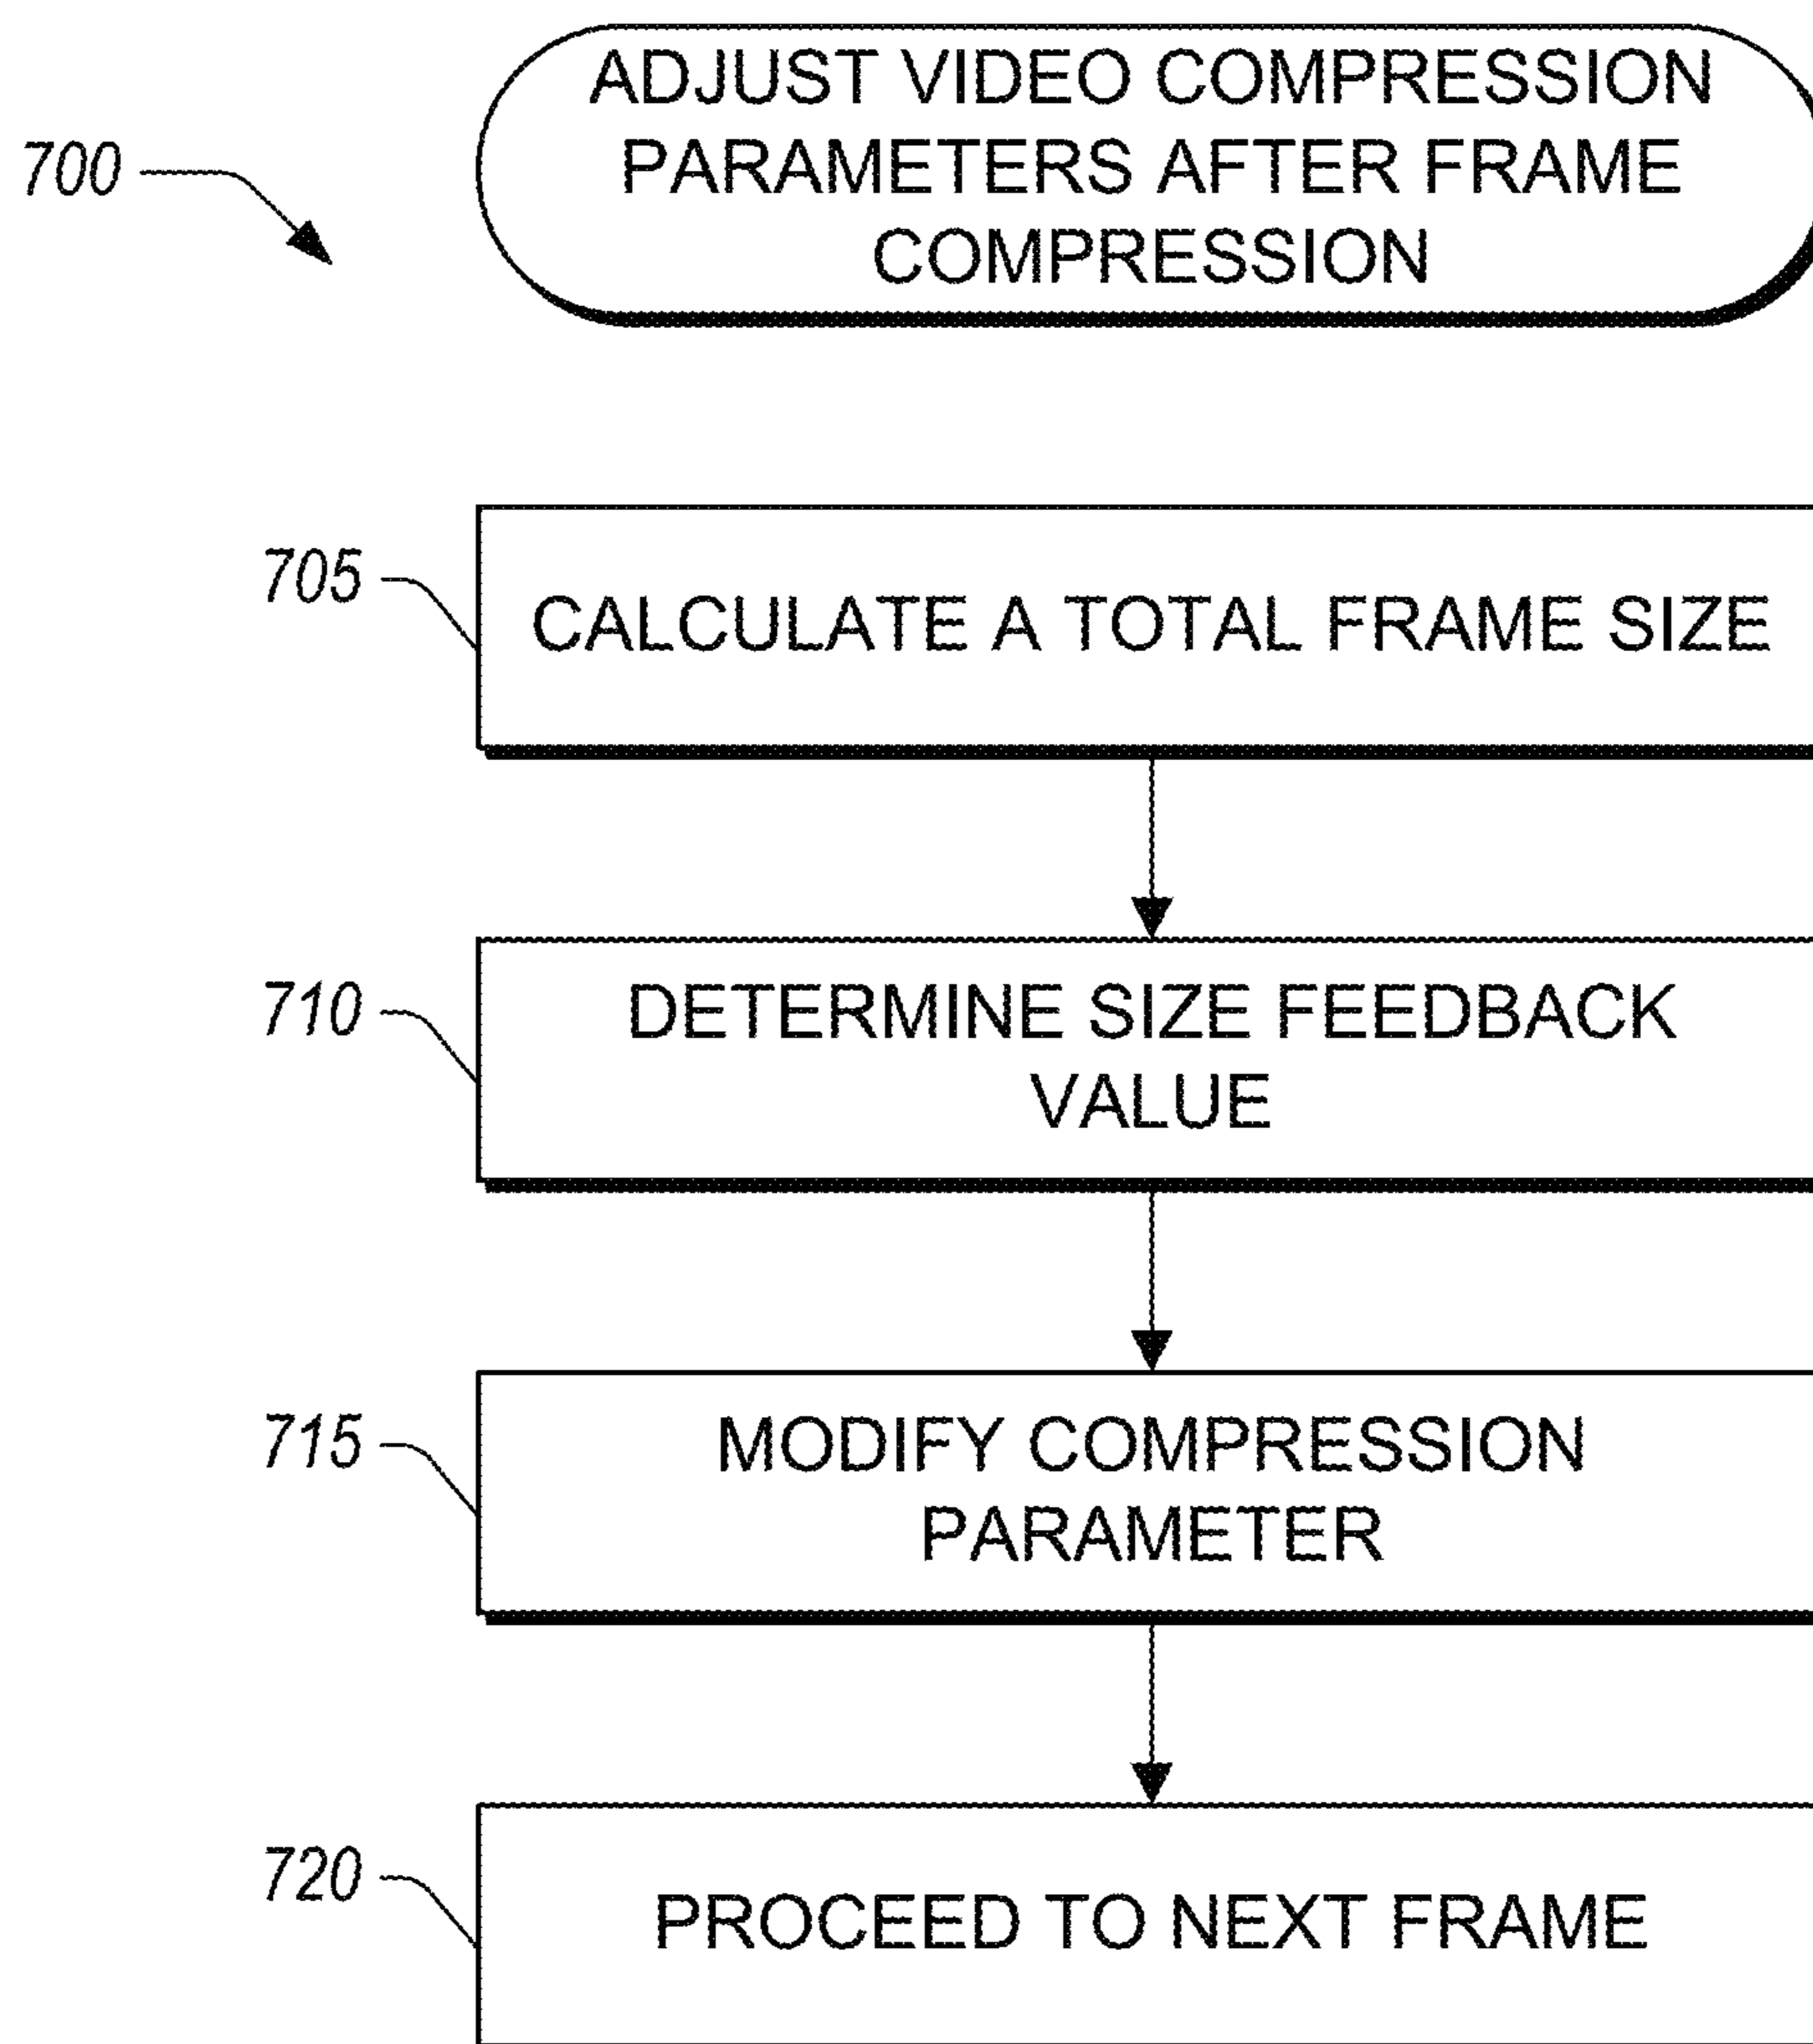 ADJUST VIDEO COMPRESSION
PARAMETERS AFTER FRAME
COMPRESSION
700
705
CALCULATE A TOTAL FRAME SIZE
710
DETERMINE SIZE FEEDBACK
VALUE
715
MODIFY COMPRESSION
PARAMETER
720
PROCEED TO NEXT FRAME